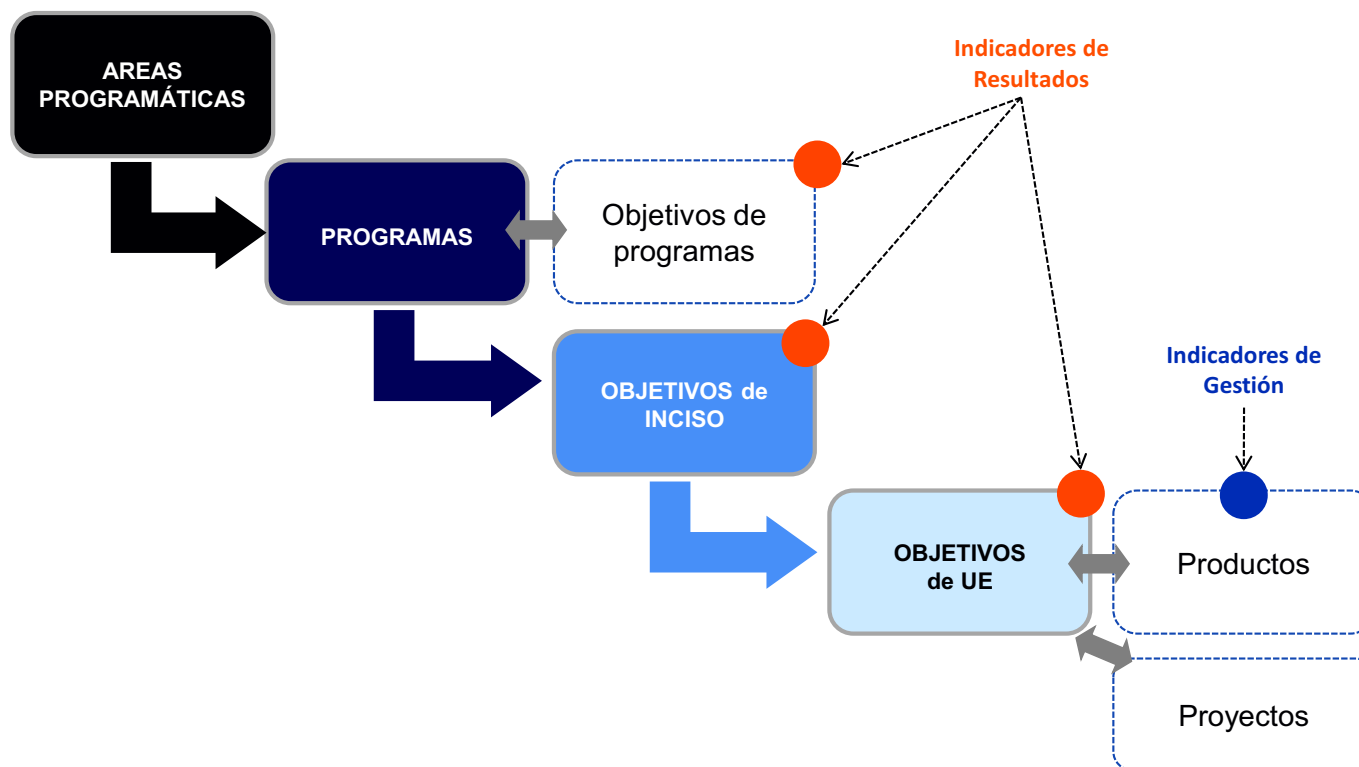 AREAS
PROGRAMÁTICAS
Indicadores de
Resultados
PROGRAMAS
Objetivos de
programas
OBJETIVOS de
INCISO
Indicadores de
Gestión
OBJETIVOS
de UE
Productos
Proyectos